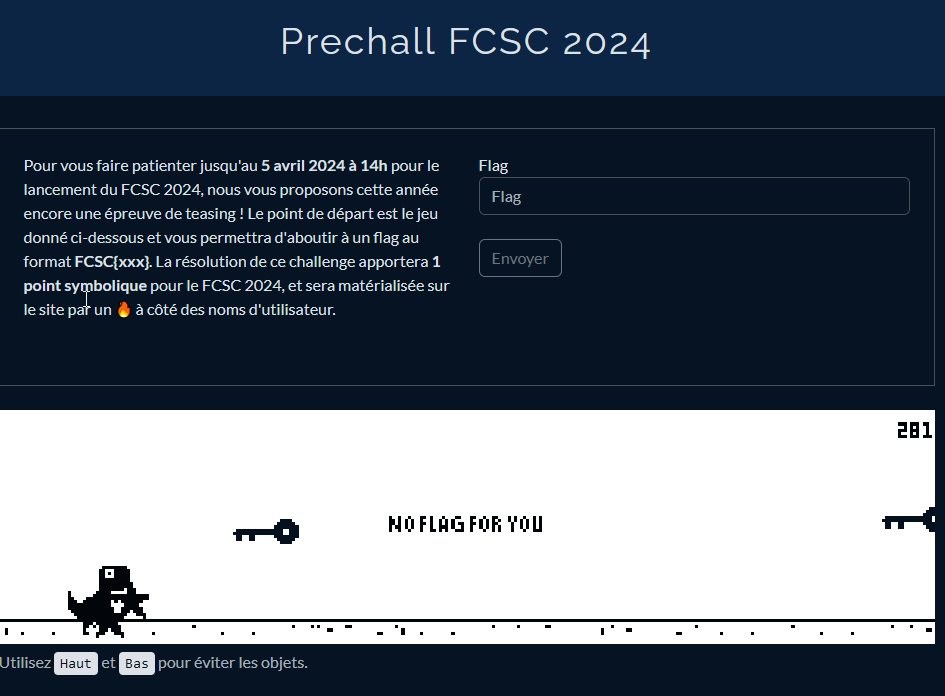 Prechall FCSC 2024
Pour vous faire patienter jusqu'au 5 avril 2024 à 14h pour le
lancement du FCSC 2024, nous vous proposons cette année
encore une épreuve de teasing ! Le point de départ est le jeu
donné ci-dessous et vous permettra d'aboutir à un flag au
format FCSC{xxx}. La résolution de ce challenge apportera 1
point symbolique pour le FCSC 2024, et sera matérialisée sur
le site par un 🔥 à côté des noms d'utilisateur.
Flag
Flag
Envoyer
281
NO FLAG FOR YOU
Utilisez Haut et Bas pour éviter les objets.